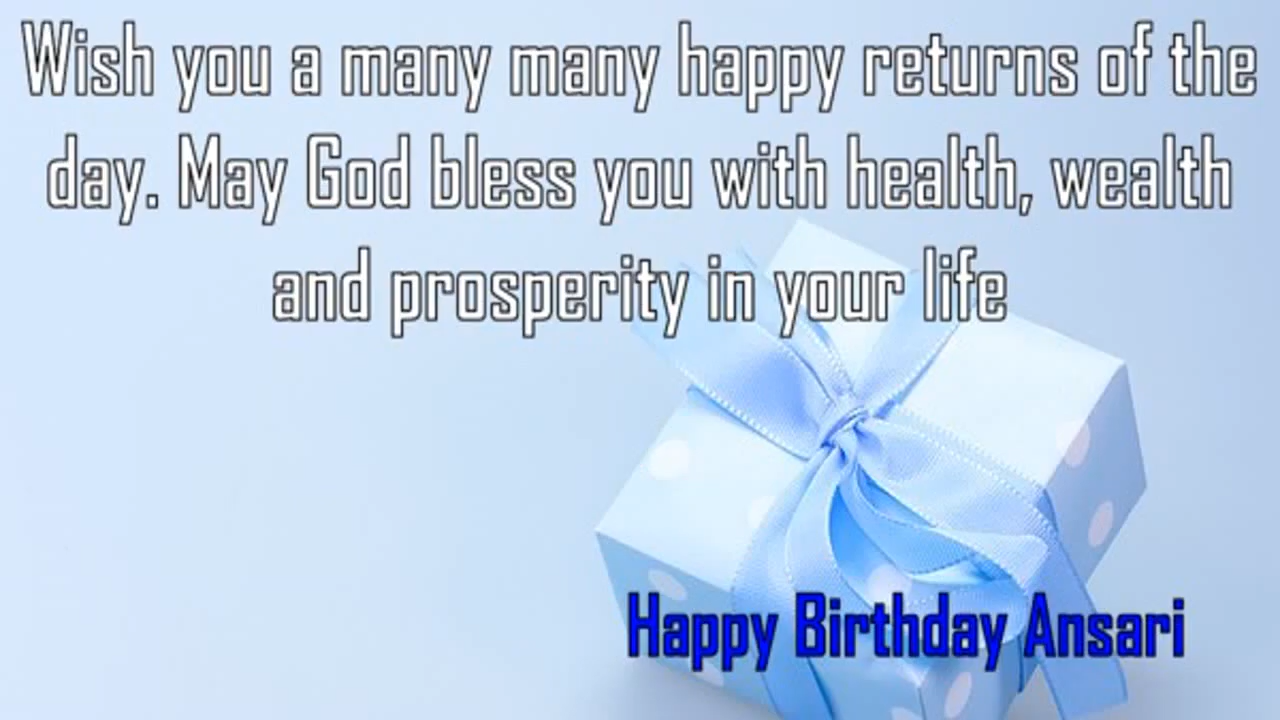 Wish you a many many happy returns of the
day. May God bless you with health, wealth
and prosperity in your life
Happy Birthday Ansari